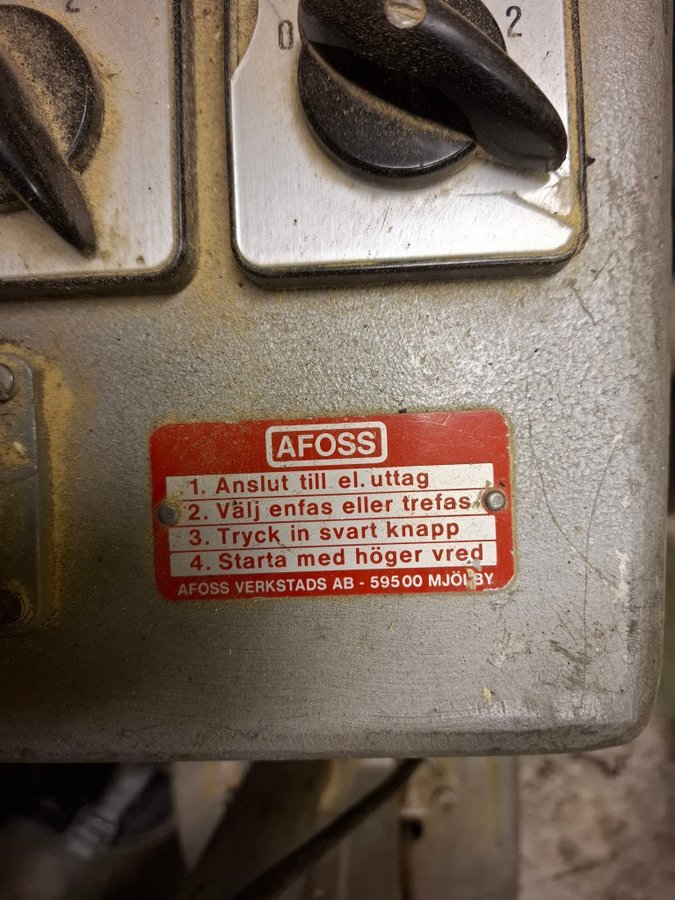 2
0 2
AFOSS
1. Anslut till el. uttag
2. Välj enfas eller trefas
3. Tryck in svart knapp
4. Starta med höger vred
AFOSS VERKSTADS AB - 59500 MJÖLBY